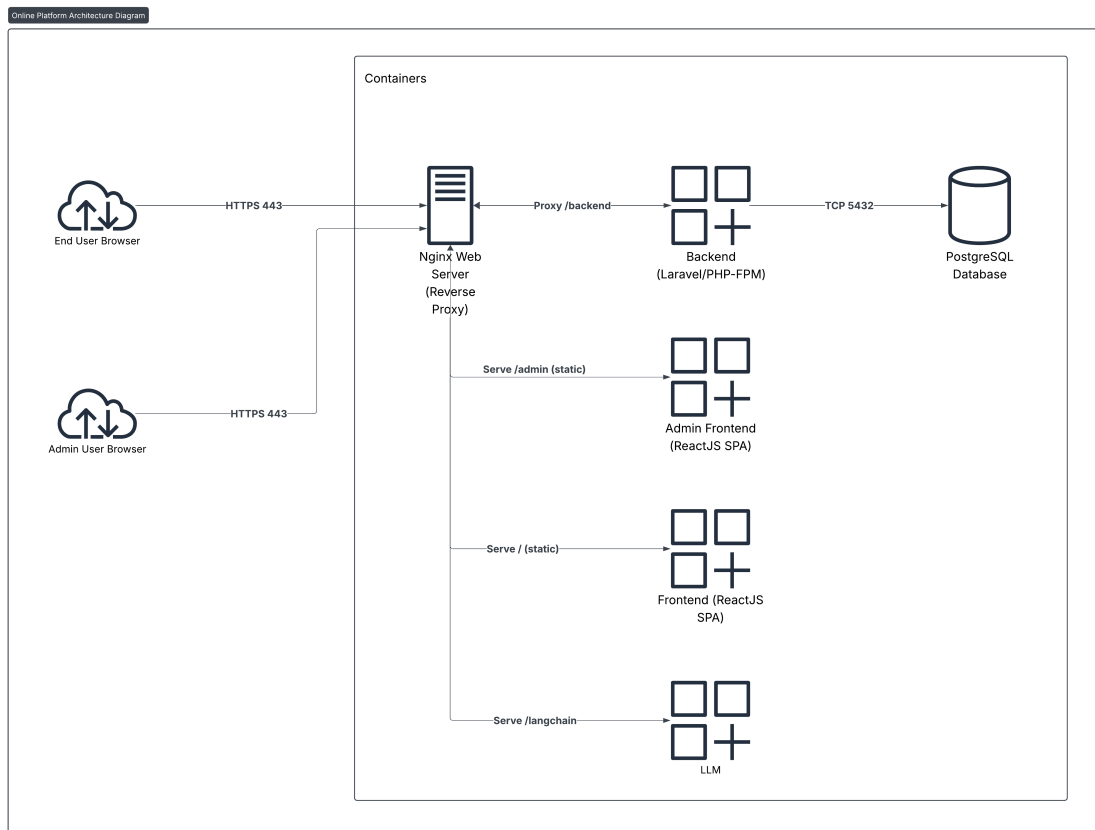 Online Platform Architecture Diagram
Containers
HTTPS 443
Proxy /backend
TCP 5432
End User Browser
Nginx Web
Server
(Reverse
Proxy)
Backend
(Laravel/PHP-FPM)
PostgreSQL
Database
Serve /admin (static)
HTTPS 443
Admin User Browser
Admin Frontend
(ReactJS SPA)
Serve / (static)
Frontend (ReactJS
SPA)
Serve /langchain
LLM